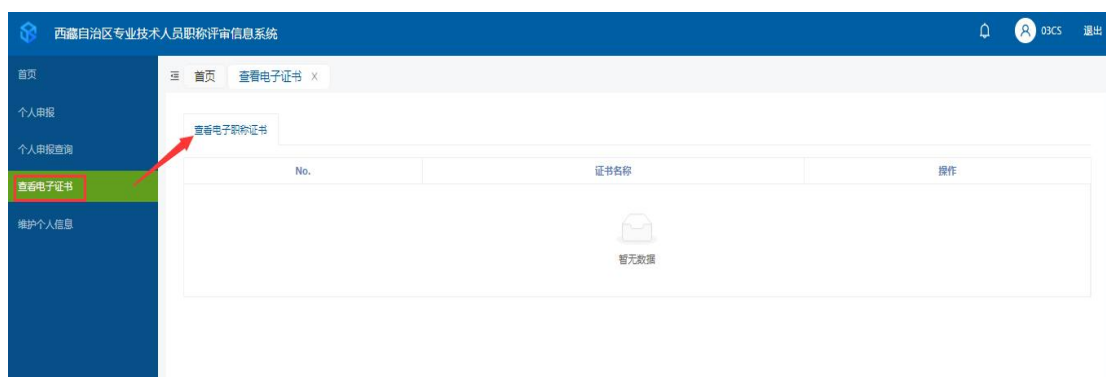 西藏自治区专业技术人员职称评审信息系统
03CS 退出
首页
个人申报
个人申报查询
查看电子证书
维护个人信息
首页 查看电子证书 X
查看电子职称证书
No. 证书名称 操作
暂无数据